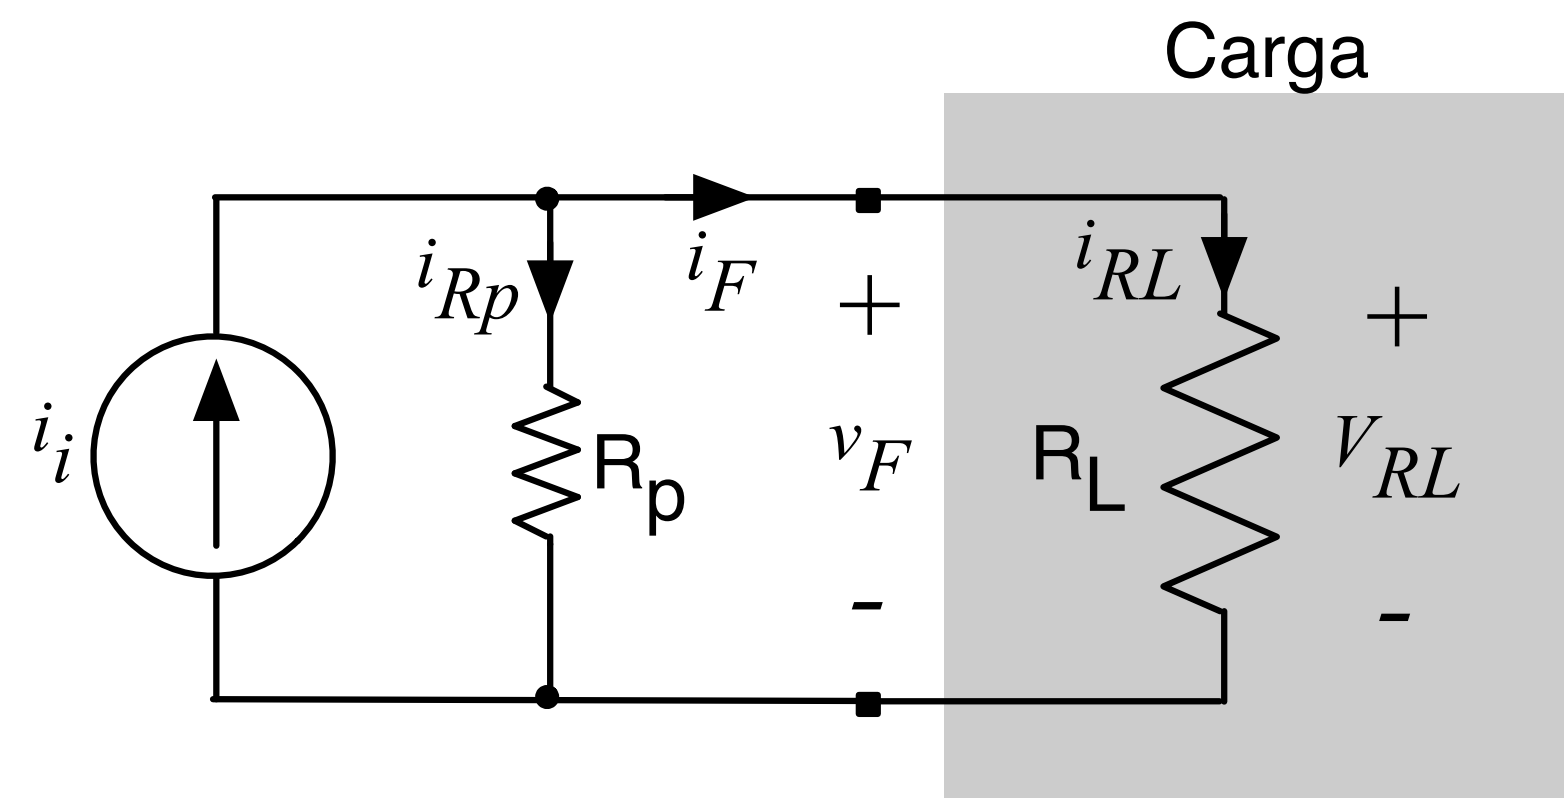 Carga
i_i
i_Rp
R_p
i_F
+
v_F
-
i_RL
R_L
+
V_RL
-